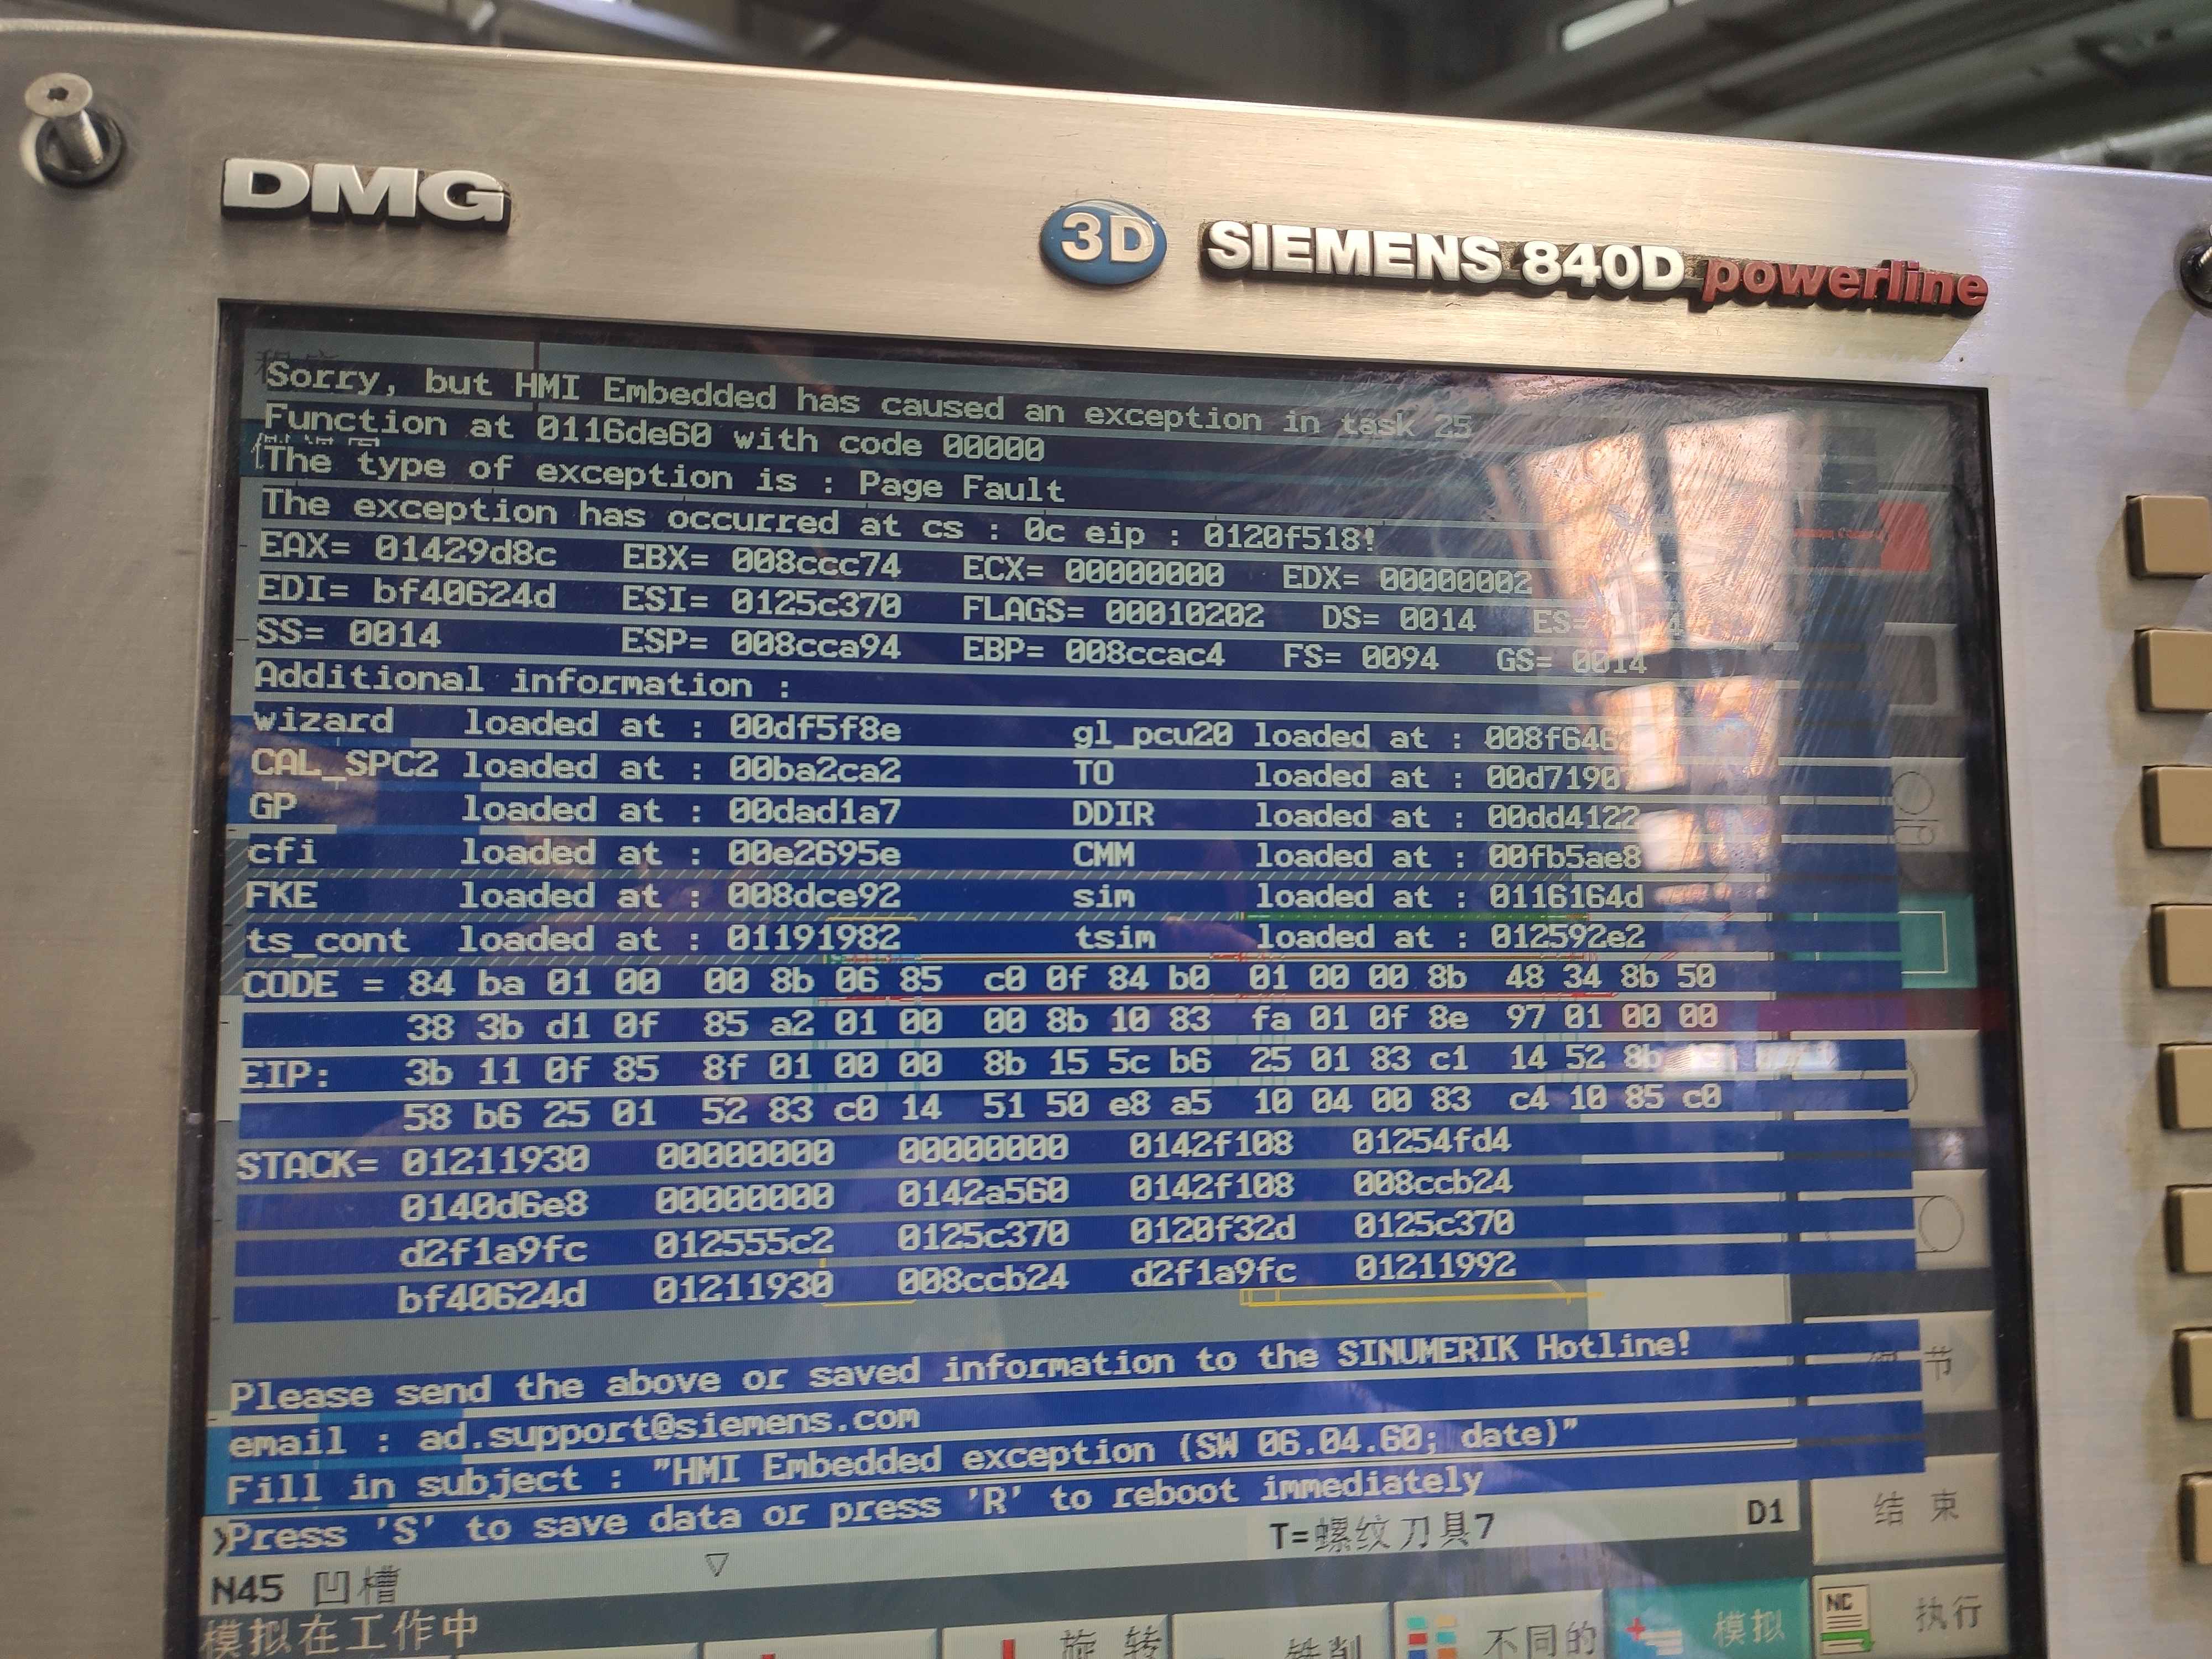 DMG
3D SIEMENS 840D powerline
Sorry, but HMI Embedded has caused an exception in task 25
Function at 0116de60 with code 00000
The type of exception is : Page Fault
The exception has occurred at cs : 0c eip : 0120f518!
EAX= 01429d8c EBX= 008ccc74 ECX= 00000000 EDX= 00000002
EDI= bf40624d ESI= 0125c370 FLAGS= 00010202 DS= 0014 ES=
SS= 0014 ESP= 008cca94 EBP= 008ccac4 FS= 0094 GS= 0014
Additional information :
wizard loaded at : 00df5f8e gl_pcu20 loaded at :
CAL_SPC2 loaded at : 00ba2ca2 TO loaded at :
GP loaded at : 00dad1a7 DDIR loaded at : 00dd4122
cfi loaded at : 00e2695e CMM loaded at : 00fb5ae8
FKE loaded at : 008dce92 sim loaded at : 0116164d
ts_cont loaded at : 01191982 tsim loaded at : 012592e2
CODE = 84 ba 01 00 00 8b 06 85 c0 0f 84 b0 01 00 00 8b 48 34 8b 50
38 3b d1 0f 85 a2 01 00 00 8b 10 83 fa 01 0f 8e 97 01 00 00
EIP: 3b 11 0f 85 8f 01 00 00 8b 15 5c b6 25 01 83 c1 14 52 8b
58 b6 25 01 52 83 c0 14 51 50 e8 a5 10 04 00 83 c4 10 85 c0
STACK= 01211930 00000000 00000000 0142f108 01254fd4
0140d6e8 00000000 0142a560 0142f108 008ccb24
d2f1a9fc 012555c2 0125c370 0120f32d 0125c370
bf40624d 01211930 008ccb24 d2f1a9fc 01211992
Please send the above or saved information to the SINUMERIK Hotline!
email : ad.support@siemens.com
Fill in subject : "HMI Embedded exception (SW 06.04.60; date)"
Press 'S' to save data or press 'R' to reboot immediately
T=螺纹刀具7 D1
结束
N45 凹槽
模拟在工作中
旋转
铣削
不同的
模拟
NC 执行